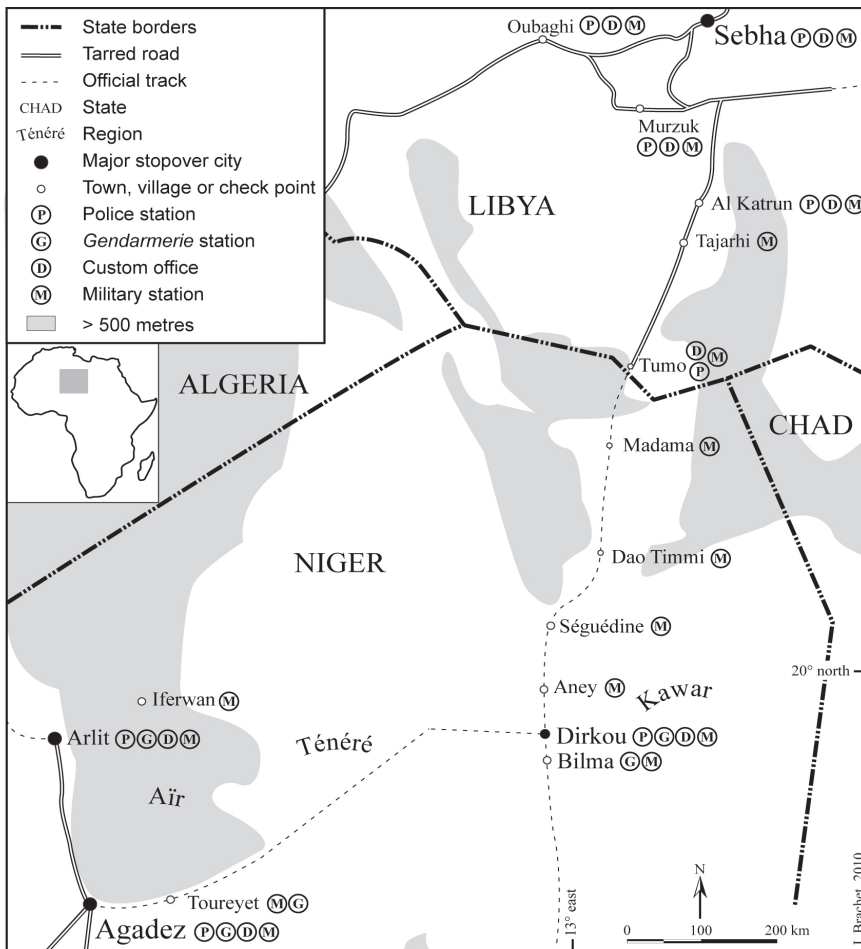 State borders
Tarred road
Official track
CHAD State
Ténéré Region
Major stopover city
Town, village or check point
P Police station
G Gendarmerie station
D Custom office
M Military station
> 500 metres
Oubaghi P D M
Sebha P D M
Murzuk
P D M
LIBYA
Al Katrun P D M
Tajarhi M
ALGERIA
Tumo D M
P
CHAD
Madama M
NIGER
Dao Timmi M
Séguédine M
20° north
Iferwan M
Aney M
Kawar
Arlit P G D M
Ténéré
Dirkou P G D M
Bilma G M
Aïr
Toureyet M G
Agadez P G D M
13° east
N
0 100 200 km
Brachet, 2010